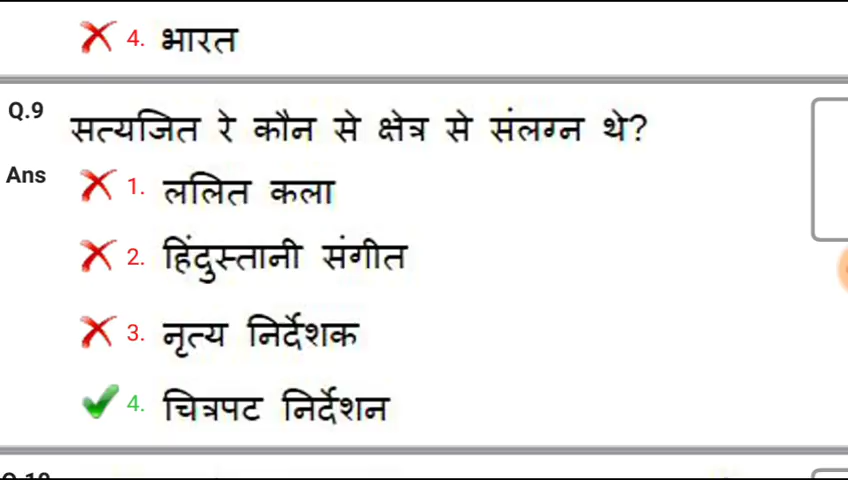 4. भारत
Q.9 सत्यजित रे कौन से क्षेत्र से संलग्न थे?
Ans 1. ललित कला
2. हिंदुस्तानी संगीत
3. नृत्य निर्देशक
4. चित्रपट निर्देशन